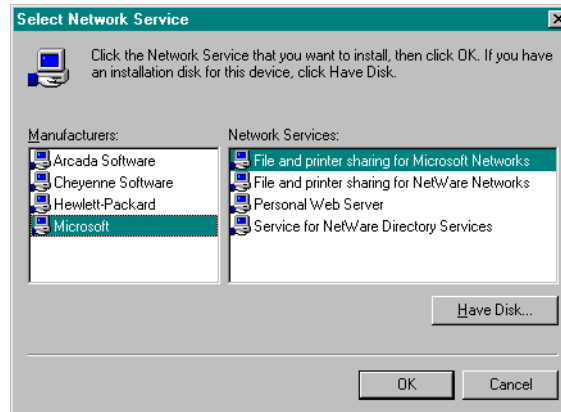 Select Network Service
Click the Network Service that you want to install, then click OK. If you have
an installation disk for this device, click Have Disk.
Manufacturers:
Arcada Software
Cheyenne Software
Hewlett-Packard
Microsoft
Network Services:
File and printer sharing for Microsoft Networks
File and printer sharing for NetWare Networks
Personal Web Server
Service for NetWare Directory Services
Have Disk...
OK
Cancel